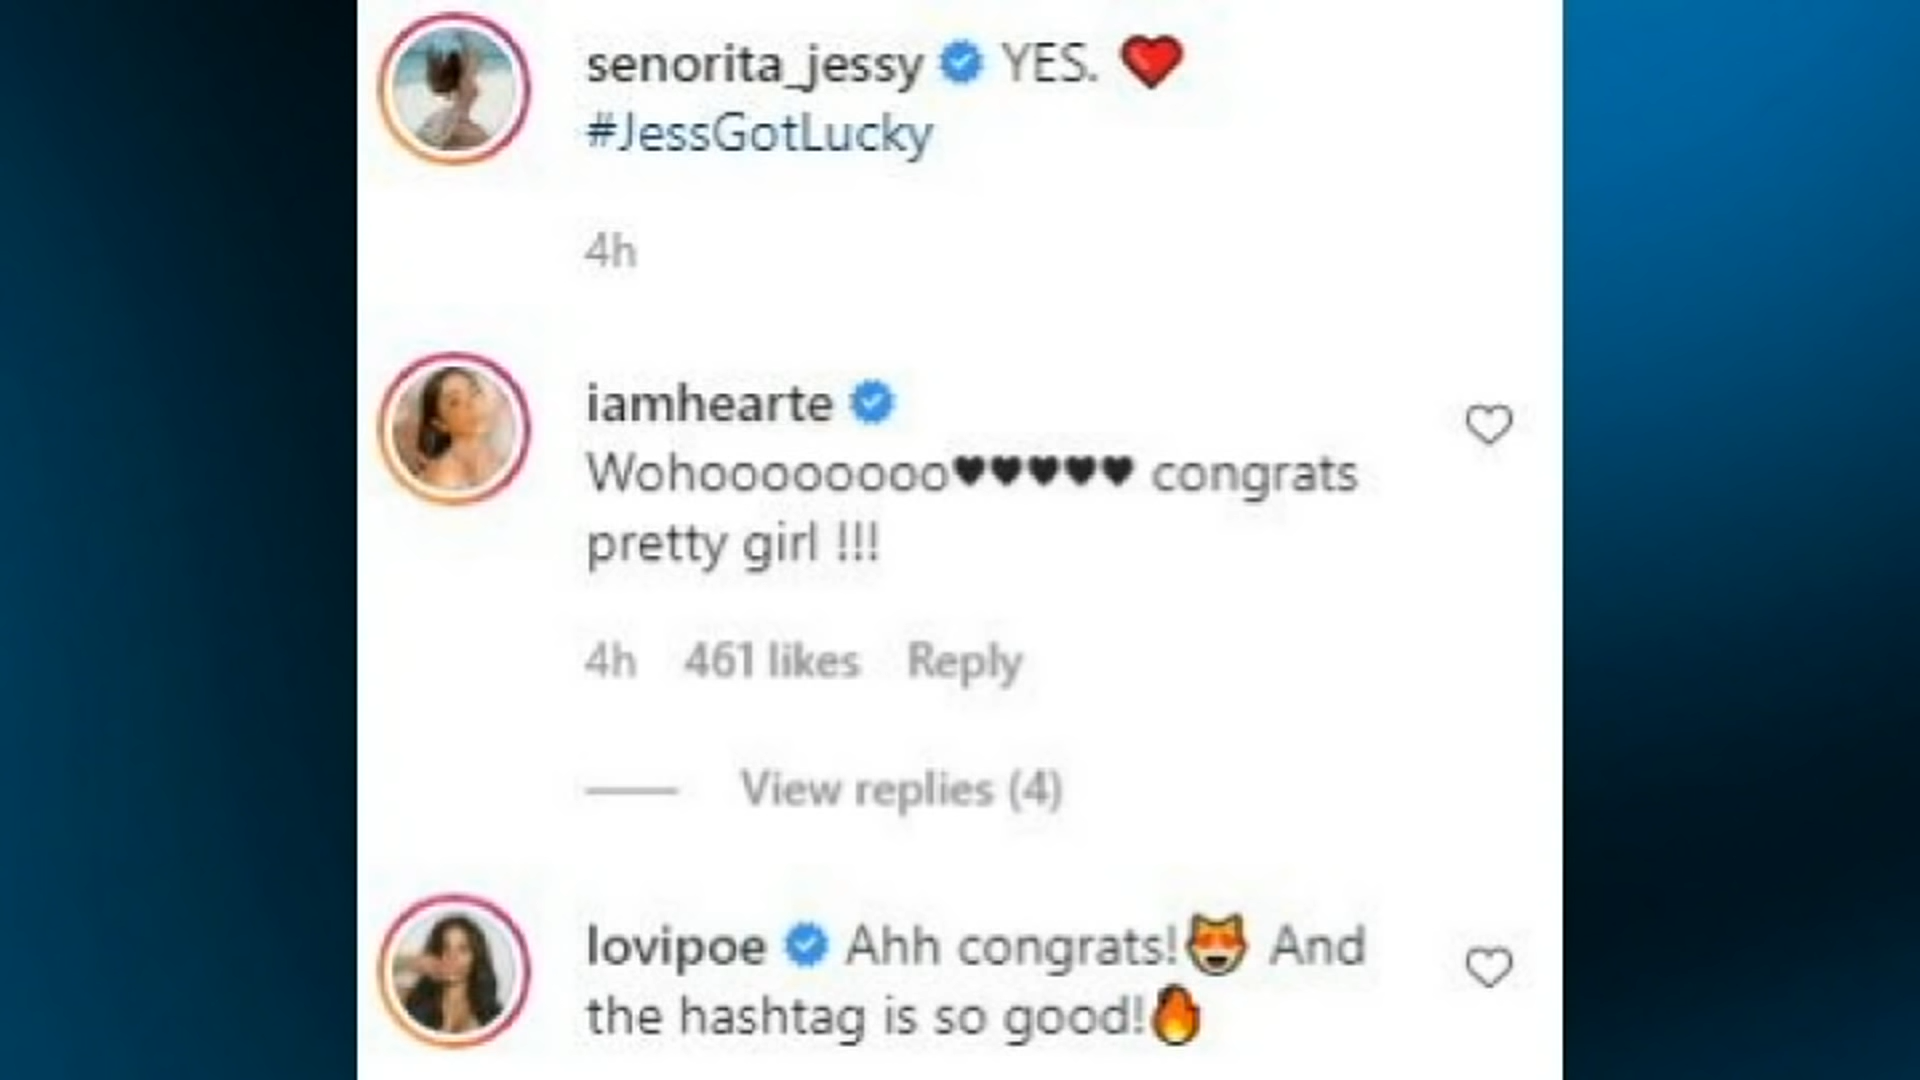 senorita_jessy YES. ❤️
#JessGotLucky
4h
iamhearte
Wohoooooooo♥♥♥♥♥ congrats
pretty girl !!!
4h 461 likes Reply
View replies (4)
lovipoe Ahh congrats!😻 And
the hashtag is so good!🔥